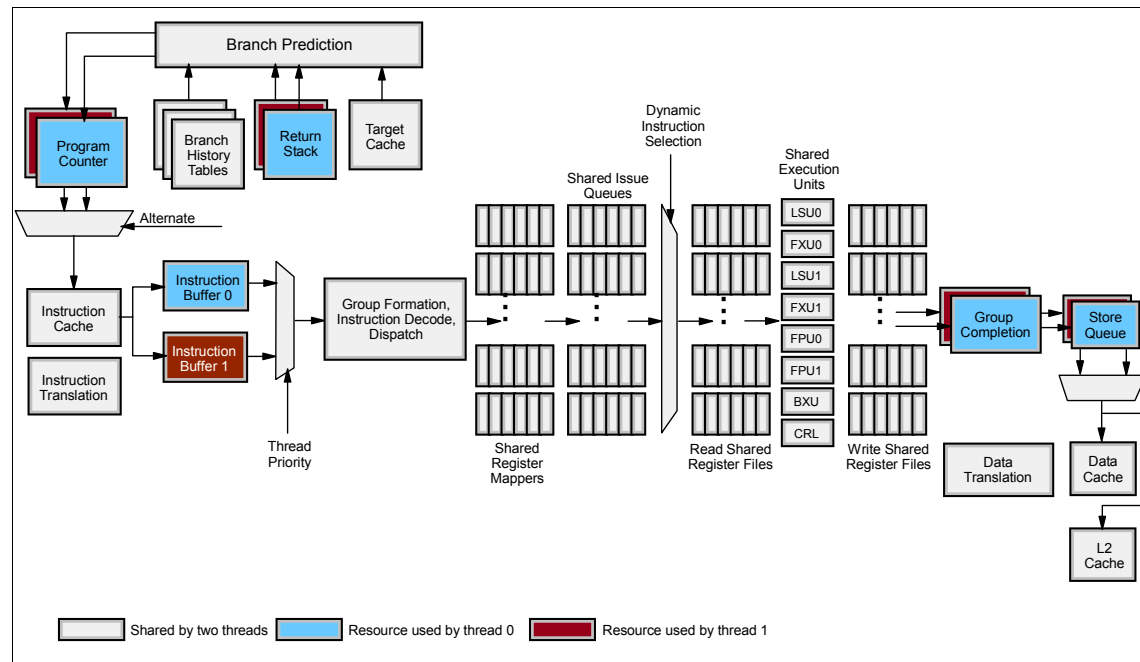 Branch Prediction
Program
Counter
Branch
History
Tables
Return
Stack
Target
Cache
Dynamic
Instruction
Selection
Alternate
Shared Issue
Queues
Shared
Execution
Units
LSU0
FXU0
LSU1
FXU1
FPU0
FPU1
BXU
CRL
Instruction
Cache
Instruction
Translation
Instruction
Buffer 0
Instruction
Buffer 1
Thread
Priority
Group Formation,
Instruction Decode,
Dispatch
Shared
Register
Mappers
Read Shared
Register Files
Write Shared
Register Files
Group
Completion
Store
Queue
Data
Translation
Data
Cache
L2
Cache
Shared by two threads
Resource used by thread 0
Resource used by thread 1